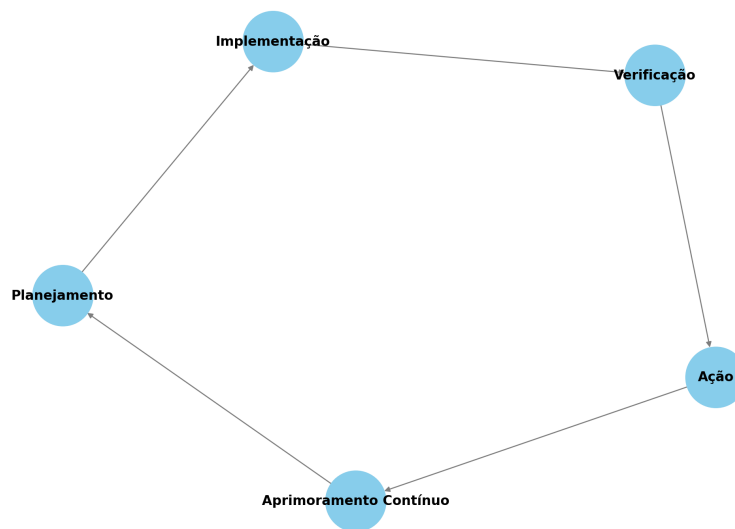 Implementação
Verificação
Planejamento
Ação
Aprimoramento Contínuo